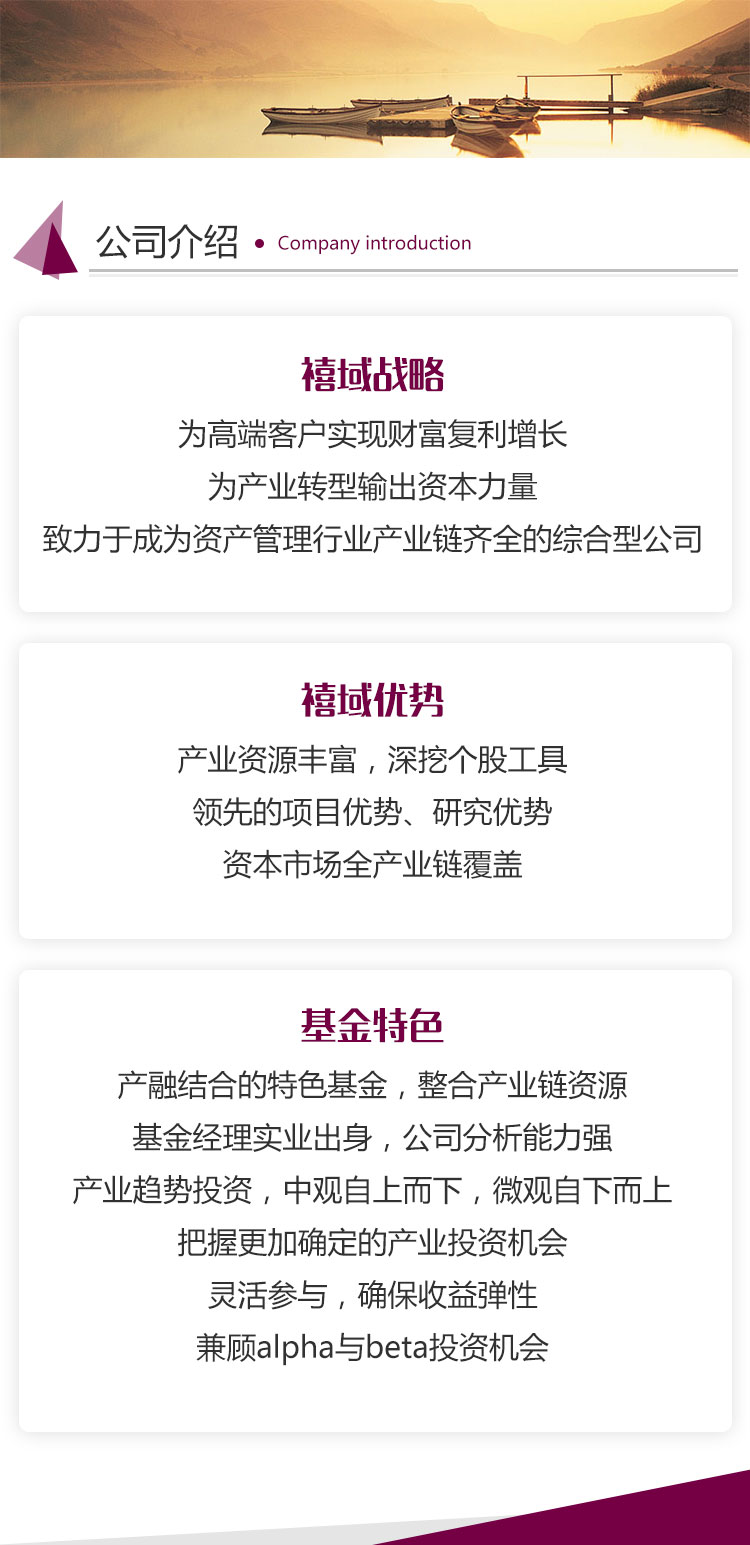 公司介绍 • Company introduction
禧域战略
为高端客户实现财富复利增长
为产业转型输出资本力量
致力于成为资产管理行业产业链齐全的综合型公司
禧域优势
产业资源丰富，深挖个股工具
领先的项目优势、研究优势
资本市场全产业链覆盖
基金特色
产融结合的特色基金，整合产业链资源
基金经理实业出身，公司分析能力强
产业趋势投资，中观自上而下，微观自下而上
把握更加确定的产业投资机会
灵活参与，确保收益弹性
兼顾alpha与beta投资机会